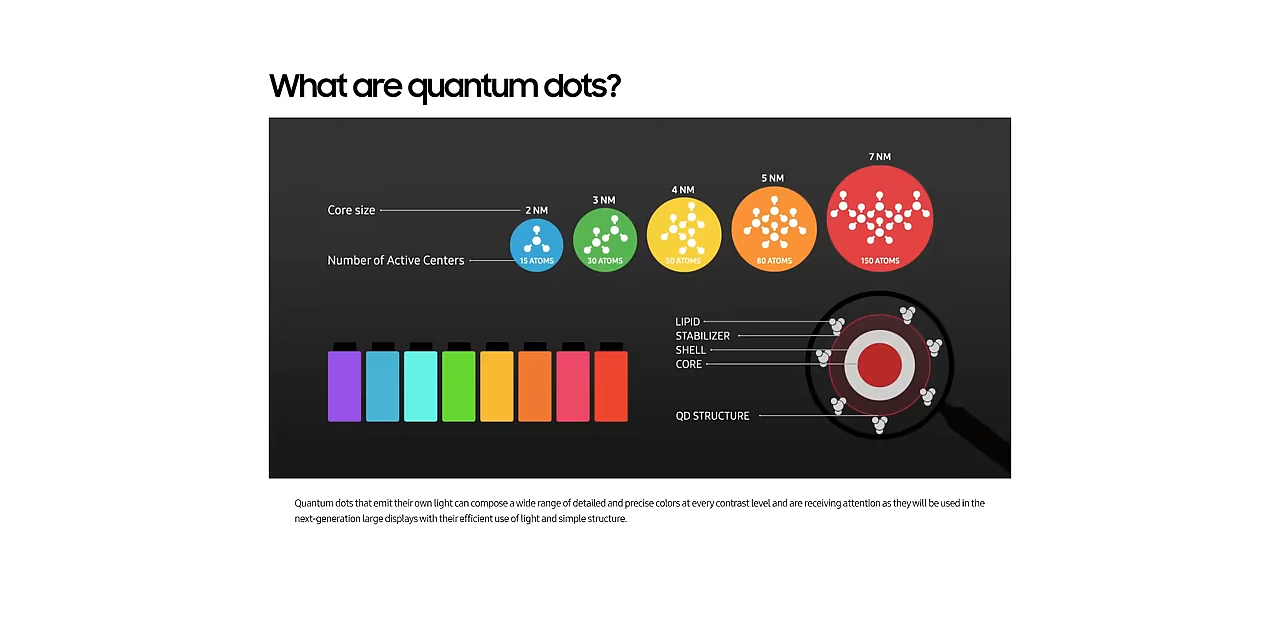 What are quantum dots?
7 NM
5 NM
4 NM
3 NM
Core size
2 NM
Number of Active Centers
15 ATOMS
30 ATOMS
50 ATOMS
80 ATOMS
150 ATOMS
LIPID
STABILIZER
SHELL
CORE
QD STRUCTURE
Quantum dots that emit their own light can compose a wide range of detailed and precise colors at every contrast level and are receiving attention as they will be used in the
next-generation large displays with their efficient use of light and simple structure.